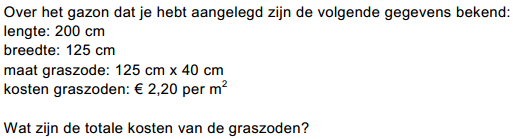 Over het gazon dat je hebt aangelegd zijn de volgende gegevens bekend:
lengte: 200 cm
breedte: 125 cm
maat graszode: 125 cm x 40 cm
kosten graszoden: € 2,20 per m²

Wat zijn de totale kosten van de graszoden?